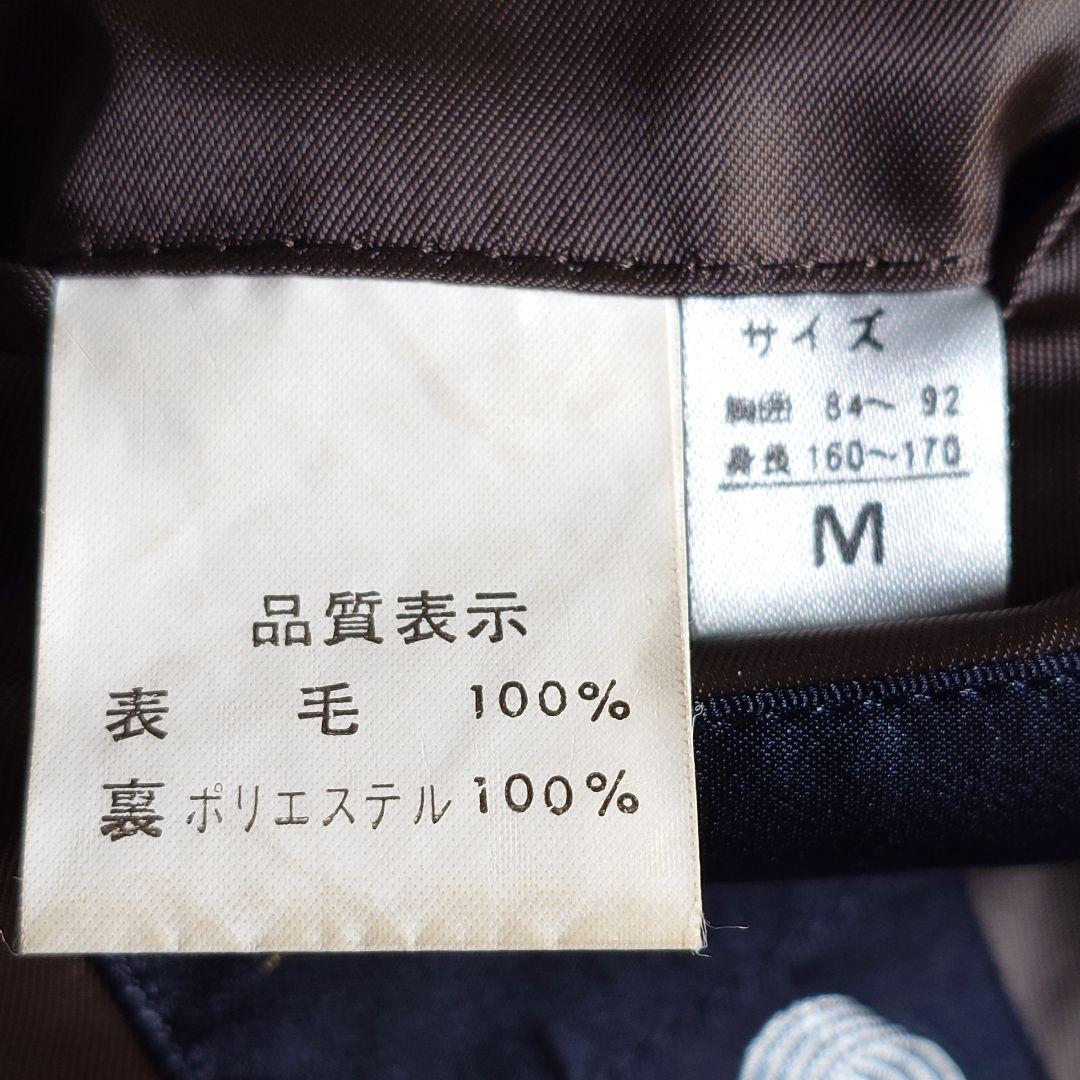 品質表示
表 毛 100%
裏 ポリエステル 100%
サイズ
胸囲 84～ 92
身長 160～170
M